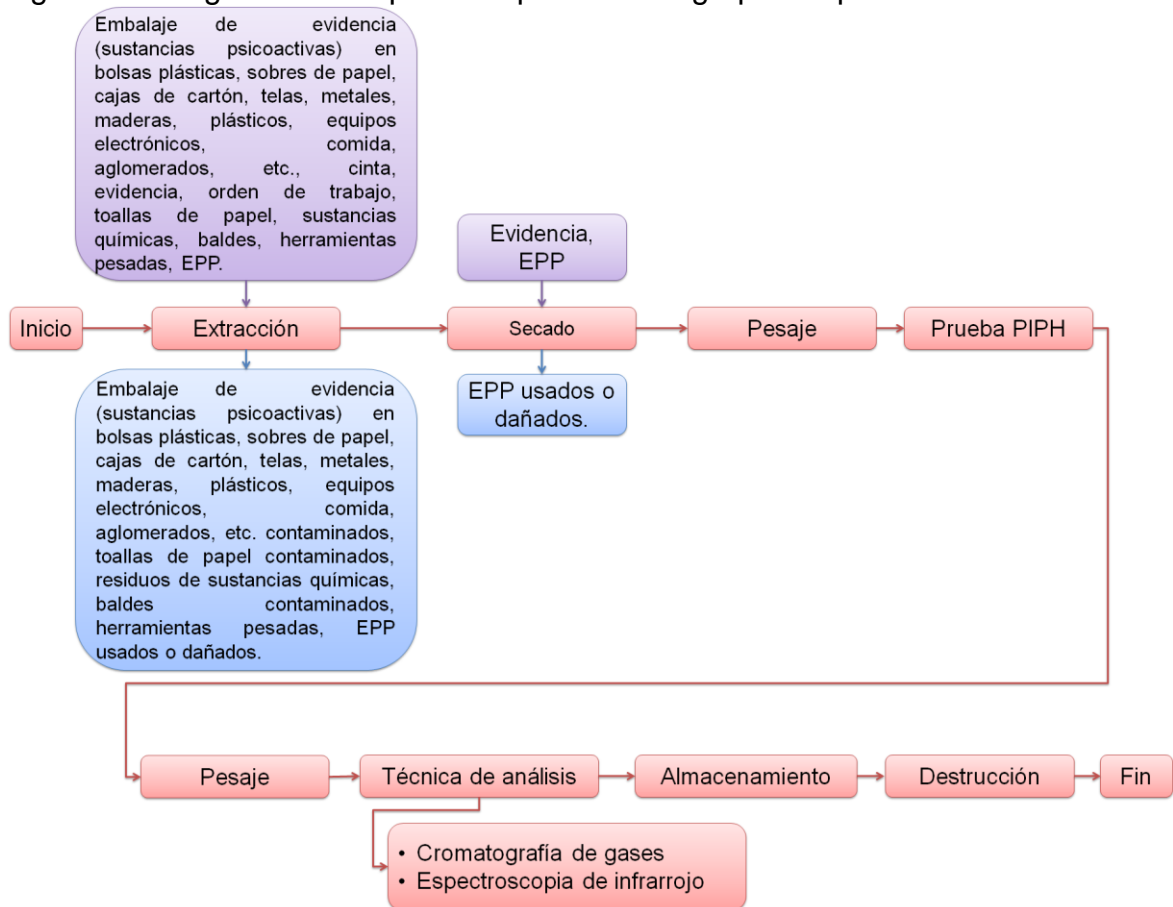 Embalaje de evidencia
(sustancias psicoactivas) en
bolsas plásticas, sobres de papel,
cajas de cartón, telas, metales,
maderas, plásticos, equipos
electrónicos, comida,
aglomerados, etc., cinta,
evidencia, orden de trabajo,
toallas de papel, sustancias
químicas, baldes, herramientas
pesadas, EPP.
Evidencia,
EPP
Inicio
Extracción
Secado
Pesaje
Prueba PIPH
Embalaje de evidencia
(sustancias psicoactivas) en
bolsas plásticas, sobres de papel,
cajas de cartón, telas, metales,
maderas, plásticos, equipos
electrónicos, comida,
aglomerados, etc. contaminados,
toallas de papel contaminados,
residuos de sustancias químicas,
baldes contaminados,
herramientas pesadas, EPP
usados o dañados.
EPP usados o
dañados.
Pesaje
Técnica de análisis
Almacenamiento
Destrucción
Fin
• Cromatografía de gases
• Espectroscopia de infrarrojo